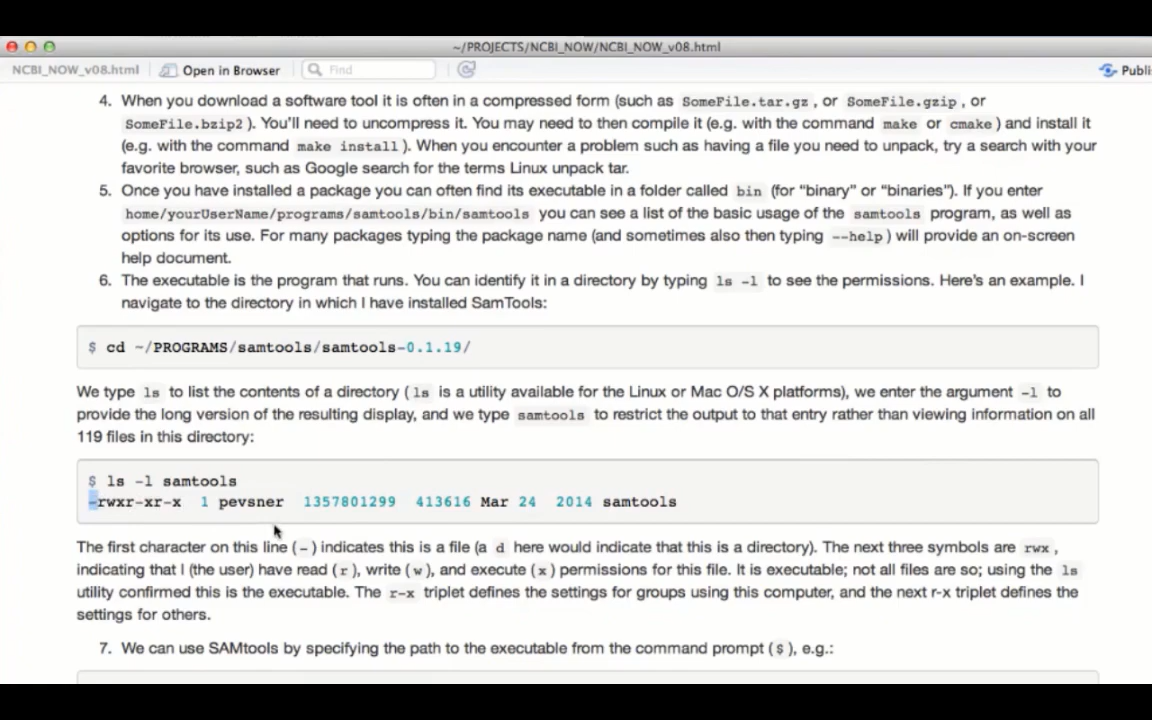 ~/PROJECTS/NCBI_NOW/NCBI_NOW_v08.html
NCBI_NOW_v08.html Open in Browser Find Publi
4. When you download a software tool it is often in a compressed form (such as SomeFile.tar.gz , or SomeFile.gzip , or
SomeFile.bzip2 ). You'll need to uncompress it. You may need to then compile it (e.g. with the command make or cmake ) and install it
(e.g. with the command make install ). When you encounter a problem such as having a file you need to unpack, try a search with your
favorite browser, such as Google search for the terms Linux unpack tar.
5. Once you have installed a package you can often find its executable in a folder called bin (for “binary” or “binaries”). If you enter
home/yourUserName/programs/samtools/bin/samtools you can see a list of the basic usage of the samtools program, as well as
options for its use. For many packages typing the package name (and sometimes also then typing --help ) will provide an on-screen
help document.
6. The executable is the program that runs. You can identify it in a directory by typing ls -l to see the permissions. Here's an example. I
navigate to the directory in which I have installed SamTools:
$ cd ~/PROGRAMS/samtools/samtools-0.1.19/
We type ls to list the contents of a directory ( ls is a utility available for the Linux or Mac O/S X platforms), we enter the argument -l to
provide the long version of the resulting display, and we type samtools to restrict the output to that entry rather than viewing information on all
119 files in this directory:
$ ls -l samtools
-rwxr-xr-x 1 pevsner 1357801299 413616 Mar 24 2014 samtools
The first character on this line ( - ) indicates this is a file (a d here would indicate that this is a directory). The next three symbols are rwx ,
indicating that I (the user) have read ( r ), write ( w ), and execute ( x ) permissions for this file. It is executable; not all files are so; using the ls
utility confirmed this is the executable. The r-x triplet defines the settings for groups using this computer, and the next r-x triplet defines the
settings for others.
7. We can use SAMtools by specifying the path to the executable from the command prompt ( $ ), e.g.: